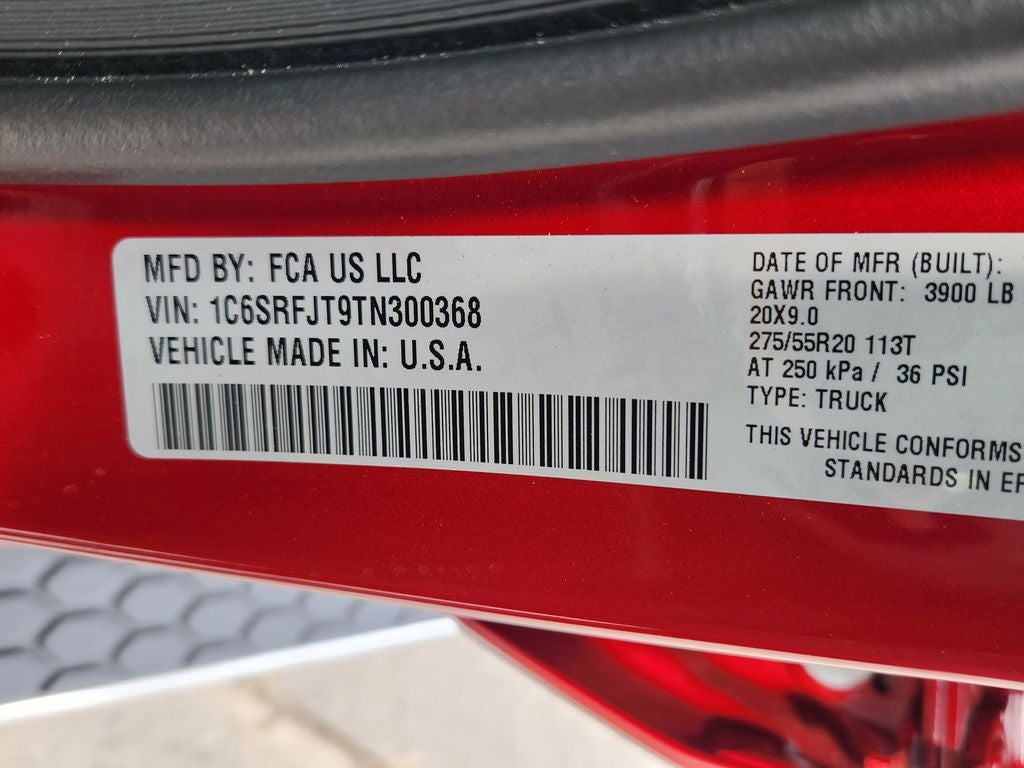 MFD BY: FCA US LLC
VIN: 1C6SRFJT9TN300368
VEHICLE MADE IN: U.S.A.
DATE OF MFR (BUILT):
GAWR FRONT: 3900 LB
20X9.0
275/55R20 113T
AT 250 kPa / 36 PSI
TYPE: TRUCK
THIS VEHICLE CONFORMS
STANDARDS IN